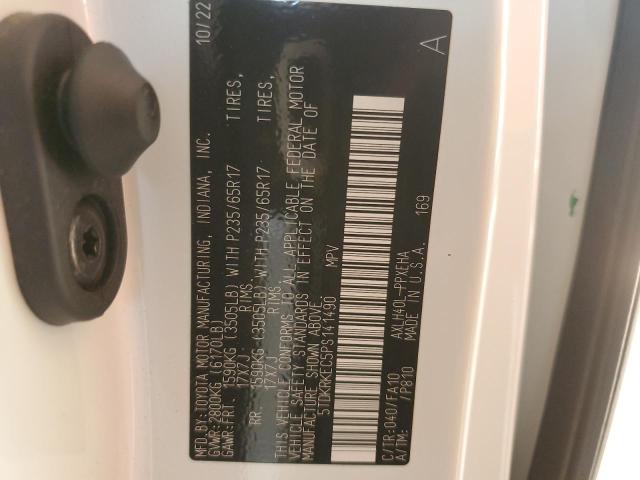 MFD.BY:TOYOTA MOTOR MANUFACTURING, INDIANA, INC. 10/22
GVWR:2800KG (6170LB)
GAWR:FRT. 1590KG (3505LB) WITH P235/65R17 TIRES,
17X7J RIMS,
RR. 1590KG (3505LB) WITH P235/65R17 TIRES,
17X7J RIMS.
THIS VEHICLE CONFORMS TO ALL APPLICABLE FEDERAL MOTOR
VEHICLE SAFETY STANDARDS IN EFFECT ON THE DATE OF
MANUFACTURE SHOWN ABOVE.
5TDKRKEC5PS141490 MPV
C/TR:040/FA10 AXLH40L-PPXEHA A
A/TM: /P810 MADE IN U.S.A. 169